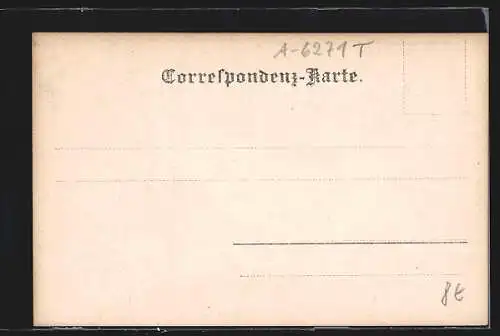 A-6271 T
Correspondenz-Karte.
8€